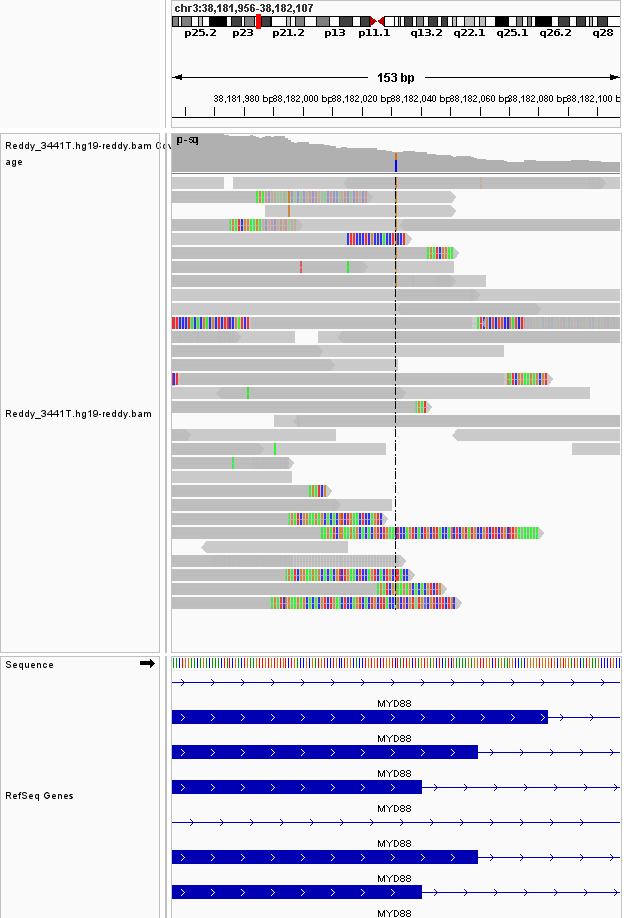 chr3:38,181,956-38,182,107
p25.2 p23 p21.2 p13 p11.1 q13.2 q22.1 q25.1 q26.2 q28
153 bp
38,181,980 bp 38,182,000 bp 38,182,020 bp 38,182,040 bp 38,182,060 bp 38,182,080 bp 38,182,100 b
Reddy_3441T.hg19-reddy.bam Cov
age
p-sq
Reddy_3441T.hg19-reddy.bam
Sequence
MYD88
MYD88
MYD88
RefSeq Genes
MYD88
MYD88
MYD88
MYD88